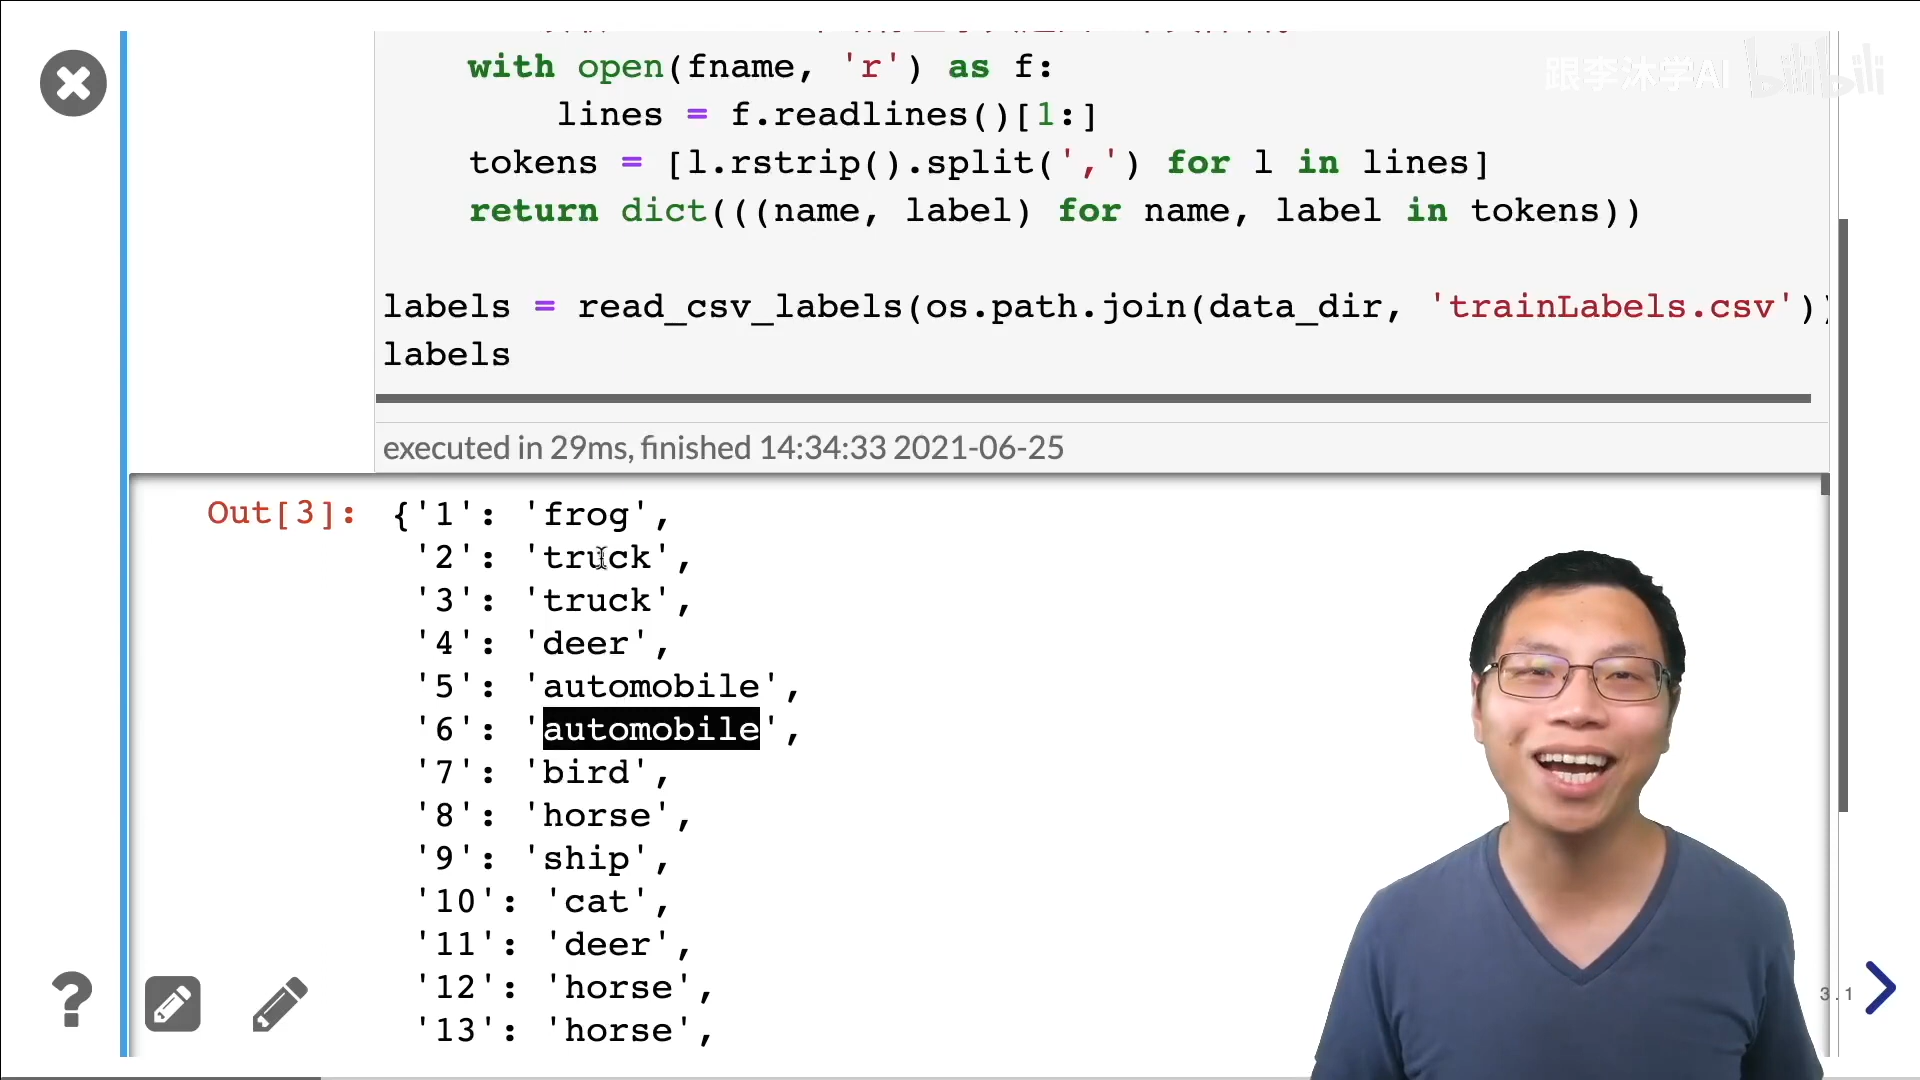 with open(fname, 'r') as f:
lines = f.readlines()[1:]
tokens = [l.rstrip().split(',') for l in lines]
return dict(((name, label) for name, label in tokens))
labels = read_csv_labels(os.path.join(data_dir, 'trainLabels.csv'))
labels
executed in 29ms, finished 14:34:33 2021-06-25
Out[3]: {'1': 'frog',
'2': 'truck',
'3': 'truck',
'4': 'deer',
'5': 'automobile',
'6': 'automobile',
'7': 'bird',
'8': 'horse',
'9': 'ship',
'10': 'cat',
'11': 'deer',
'12': 'horse',
'13': 'horse',
跟李沐学AI bilibili
3.1